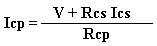 Icp = V + Rcs Ics
Rcp